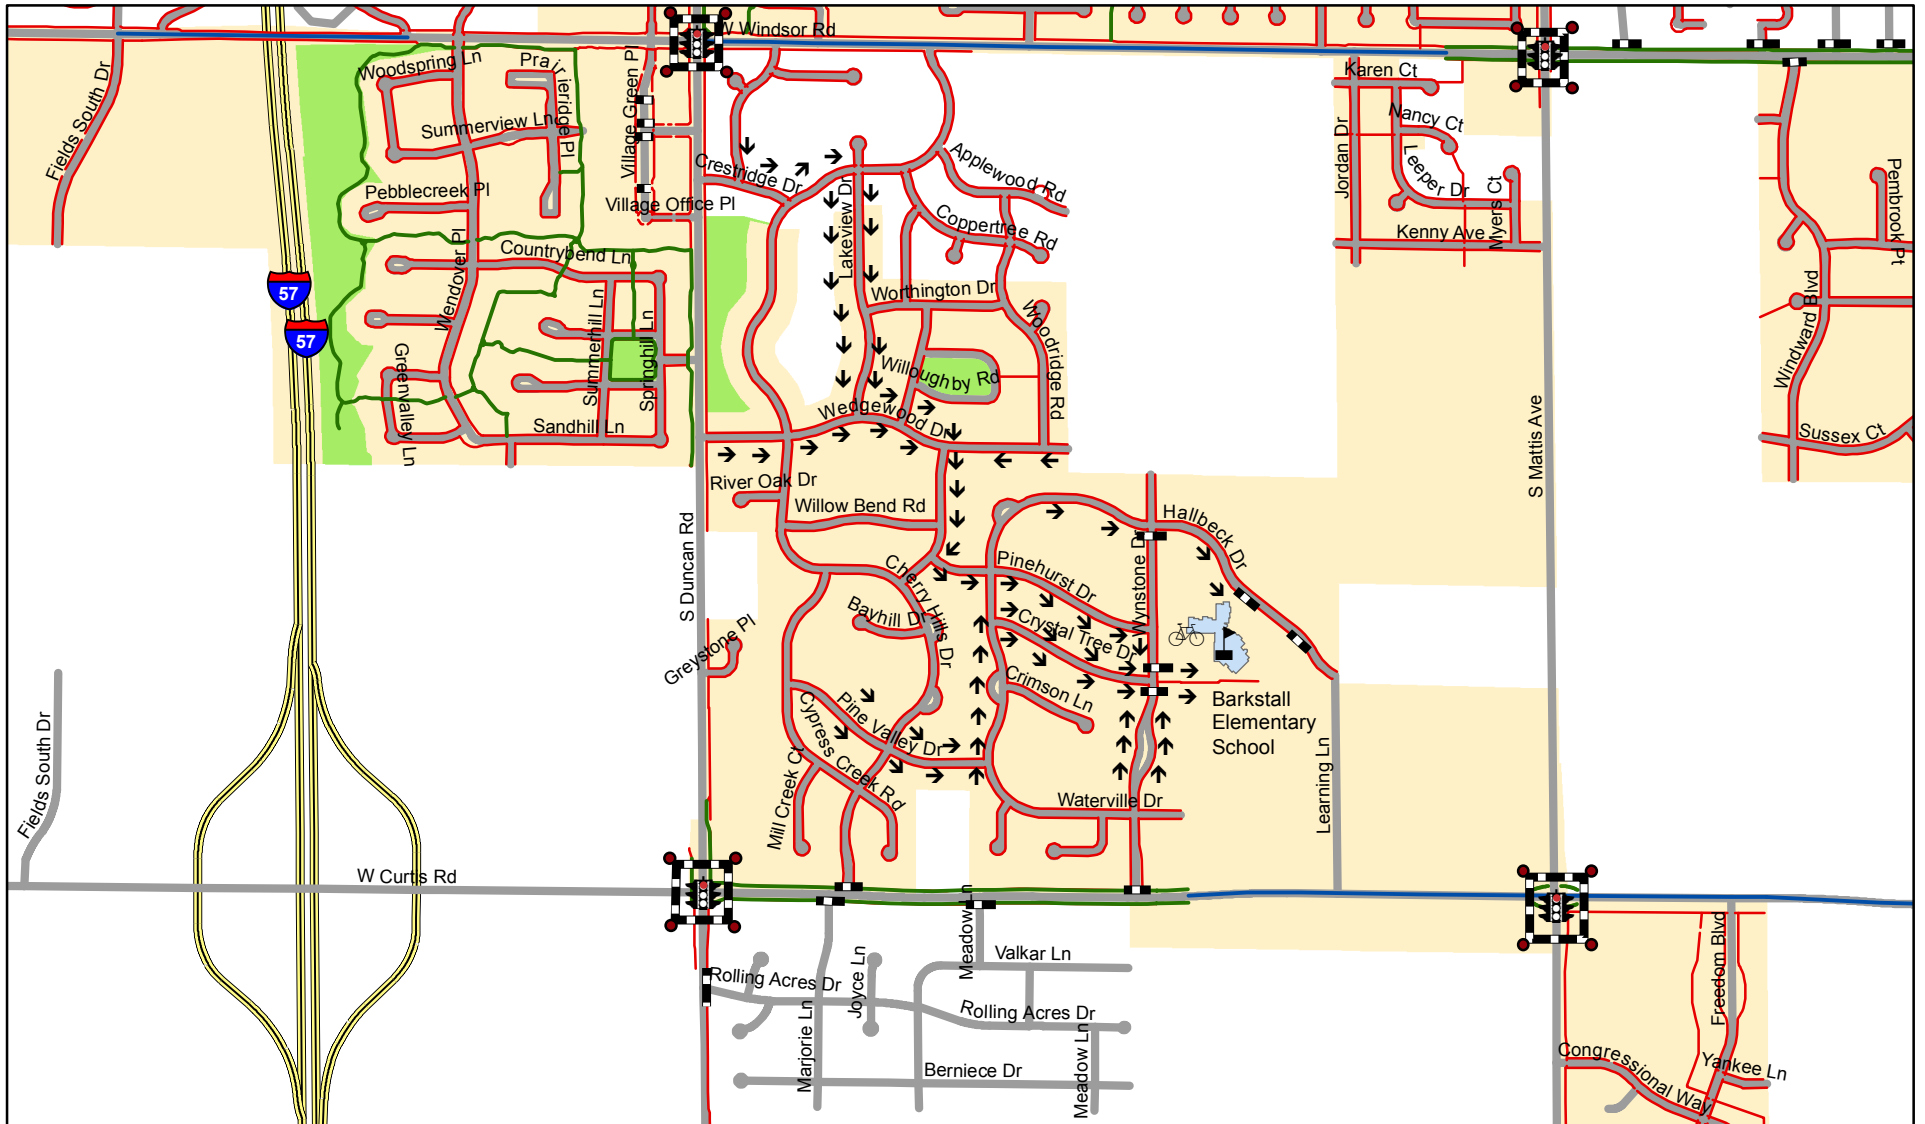 W Windsor Rd
Fields South Dr
Woodspring Ln
Prairieridge Pl
Summerview Ln
Pebblecreek Pl
Village Green Pl
Village Office Pl
Crestridge Dr
Applewood Rd
Coppertree Rd
Lakeview Dr
Karen Ct
Nancy Ct
Jordan Dr
Leeper Dr
Myers Ct
Kenny Ave
Pembrook Pt
Countrybend Ln
Wendover Pl
57
57
Worthington Dr
Woodridge Rd
Windward Blvd
Summerhill Ln
Springhill Ln
Greenvalley Ln
Willoughby Rd
Wedgewood Dr
Sandhill Ln
Sussex Ct
S Mattis Ave
River Oak Dr
Willow Bend Rd
S Duncan Rd
Hallbeck Dr
Wynstone Dr
Pinehurst Dr
Cherry Hills Dr
Bayhill Dr
Crystal Tree Dr
Greystone Pl
Crimson Ln
Pine Valley Dr
Cypress Creek Rd
Mill Creek Ct
Barkstall
Elementary
School
Learning Ln
Waterville Dr
Fields South Dr
W Curtis Rd
Meadow Ln
Valkar Ln
Joyce Ln
Rolling Acres Dr
Rolling Acres Dr
Marjorie Ln
Berniece Dr
Meadow Ln
Freedom Blvd
Congressional Way
Yankee Ln